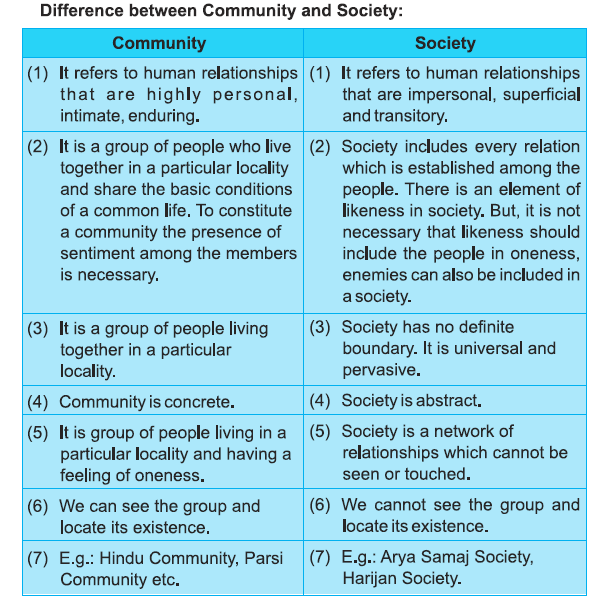 Difference between Community and Society:
Community
Society
(1) It refers to human relationships
that are highly personal,
intimate, enduring.
(1) It refers to human relationships
that are impersonal, superficial
and transitory.
(2) It is a group of people who live
together in a particular locality
and share the basic conditions
of a common life. To constitute
a community the presence of
sentiment among the members
is necessary.
(2) Society includes every relation
which is established among the
people. There is an element of
likeness in society. But, it is not
necessary that likeness should
include the people in oneness,
enemies can also be included in
a society.
(3) It is a group of people living
together in a particular
locality.
(3) Society has no definite
boundary. It is universal and
pervasive.
(4) Community is concrete.
(4) Society is abstract.
(5) It is group of people living in a
particular locality and having a
feeling of oneness.
(5) Society is a network of
relationships which cannot be
seen or touched.
(6) We can see the group and
locate its existence.
(6) We cannot see the group and
locate its existence.
(7) E.g.: Hindu Community, Parsi
Community etc.
(7) E.g.: Arya Samaj Society,
Harijan Society.